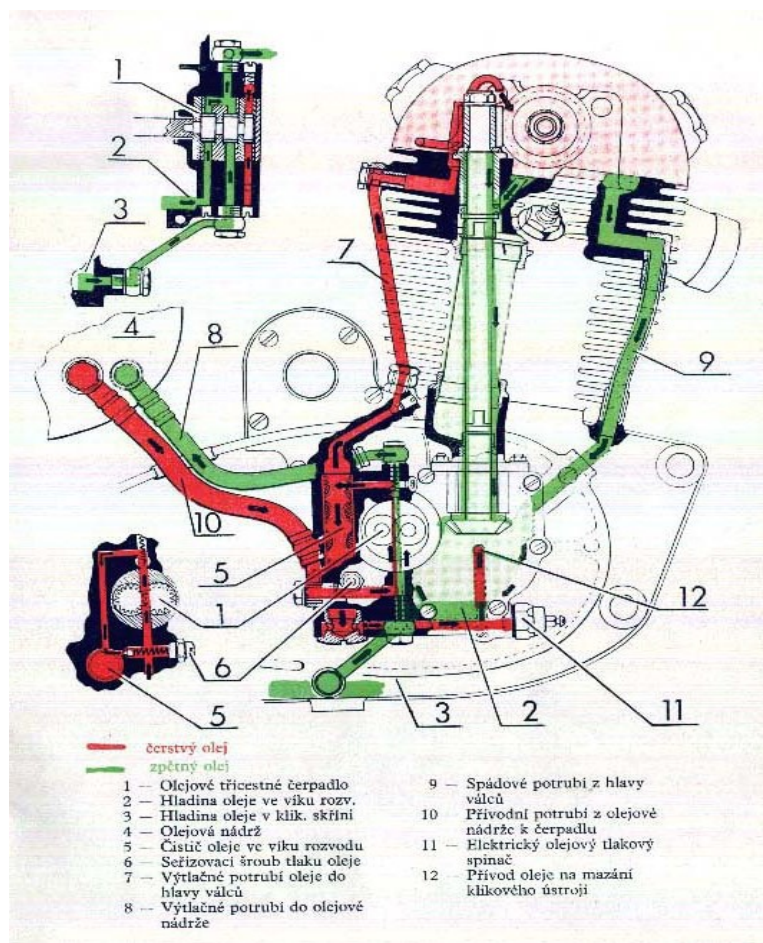 1
2
3
4
8
7
9
10
5
1
12
6
5
3
2
11
čerstvý olej
zpětný olej
1 — Olejové třícestné čerpadlo
2 — Hladina oleje ve víku rozv.
3 — Hladina oleje v klik. skříni
4 — Olejová nádrž
5 — Čistič oleje ve víku rozvodu
6 — Seřizovací šroub tlaku oleje
7 — Výtlačné potrubí oleje do
hlavy válců
8 — Výtlačné potrubí do olejové
nádrže
9 — Spádové potrubí z hlavy
válců
10 — Přívodní potrubí z olejové
nádrže k čerpadlu
11 — Elektrický olejový tlakový
spinač
12 — Přívod oleje na mazání
klikového ústrojí